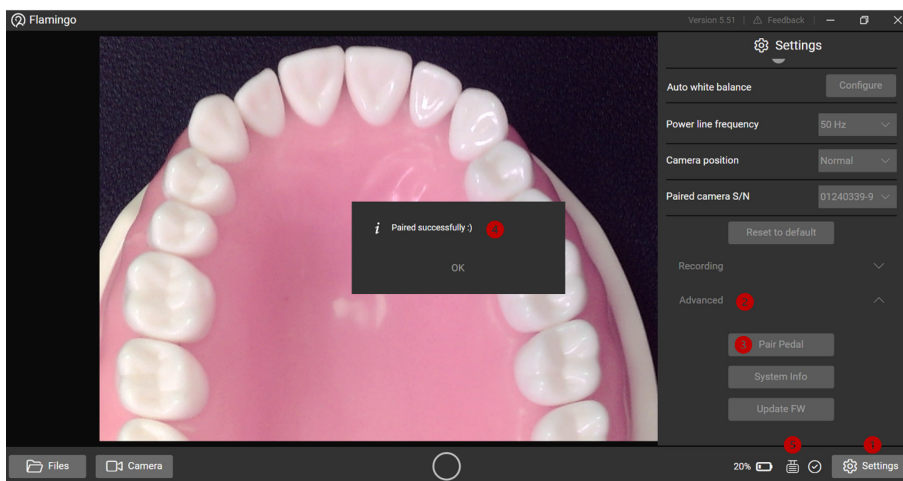 Flamingo
Version 5.51 | Feedback
Settings
Auto white balance Configure
Power line frequency 50 Hz
Camera position Normal
Paired camera S/N 01240339-9
Reset to default
i Paired successfully :) 4
OK
Recording
Advanced 2
3 Pair Pedal
System Info
Update FW
5 1
Files Camera 20% Settings